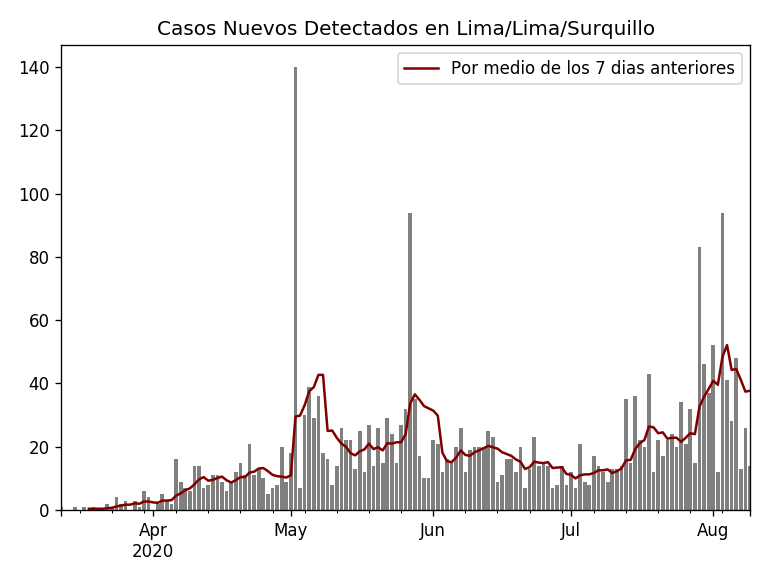 Casos Nuevos Detectados en Lima/Lima/Surquillo
Por medio de los 7 dias anteriores
140
120
100
80
60
40
20
0
Apr
2020
May
Jun
Jul
Aug